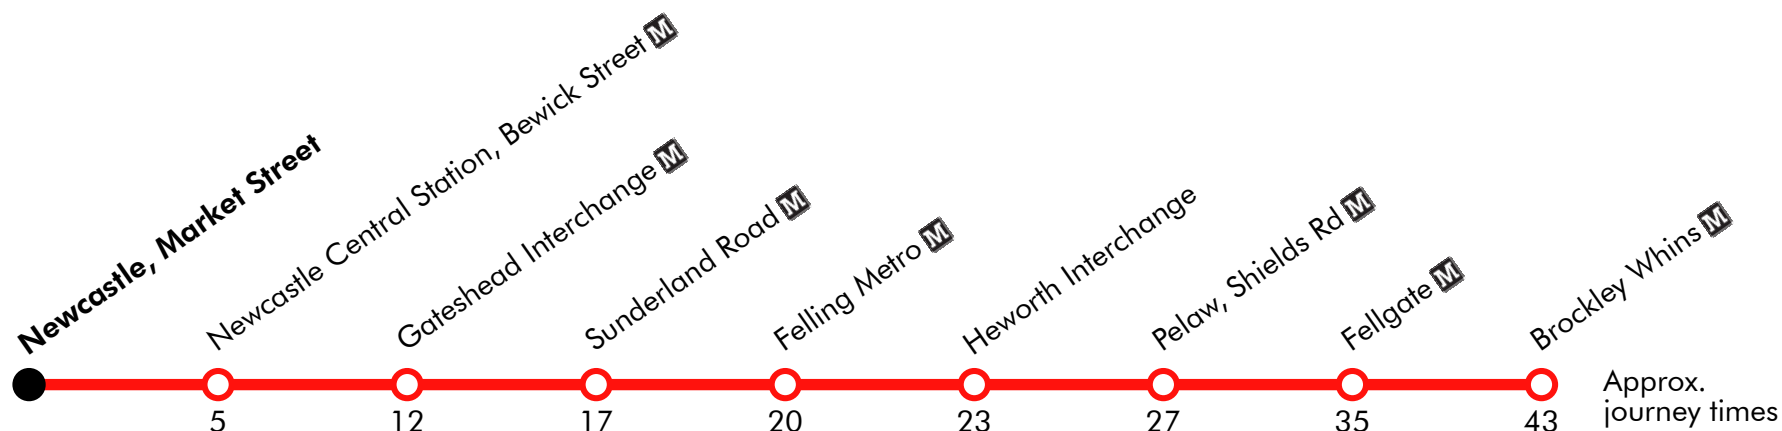 Newcastle, Market Street
Newcastle Central Station, Bewick Street M
Gateshead Interchange M
Sunderland Road M
Felling Metro M
Heworth Interchange
Pelaw, Shields Rd M
Fellgate M
Brockley Whins M
5 12 17 20 23 27 35 43
Approx.
journey times